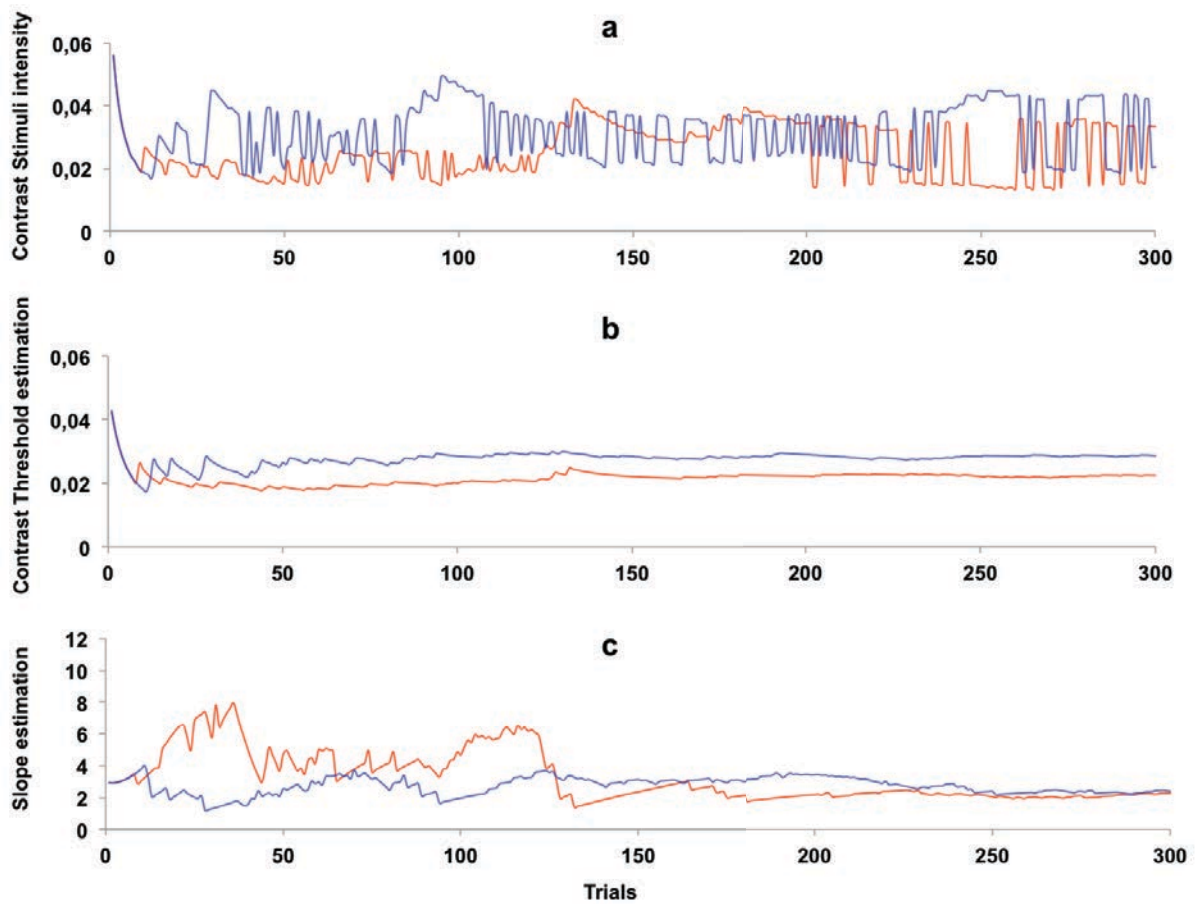 a
Contrast Stimuli intensity
0,06
0,04
0,02
0
0 50 100 150 200 250 300
b
Contrast Threshold estimation
0,06
0,04
0,02
0
0 50 100 150 200 250 300
c
Slope estimation
12
10
8
6
4
2
0
0 50 100 150 200 250 300
Trials